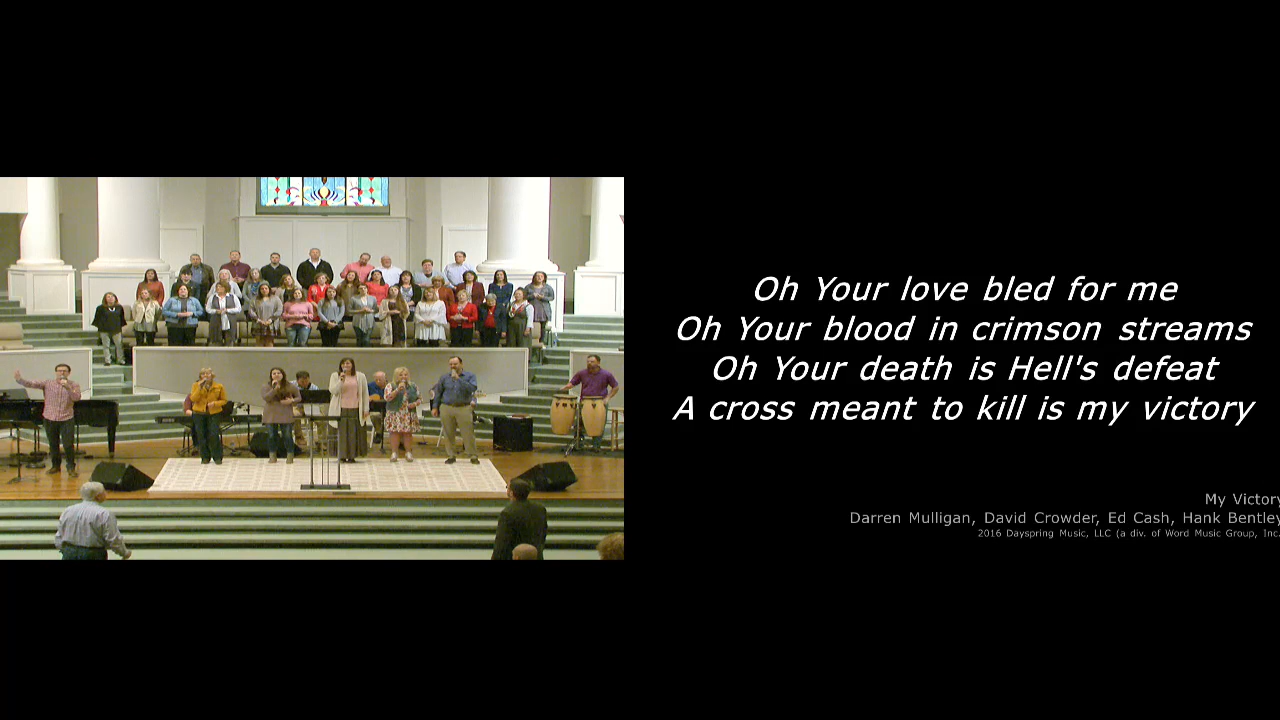 Oh Your love bled for me
Oh Your blood in crimson streams
Oh Your death is Hell's defeat
A cross meant to kill is my victory
My Victory
Darren Mulligan, David Crowder, Ed Cash, Hank Bentley
2016 Dayspring Music, LLC (a div. of Word Music Group, Inc.